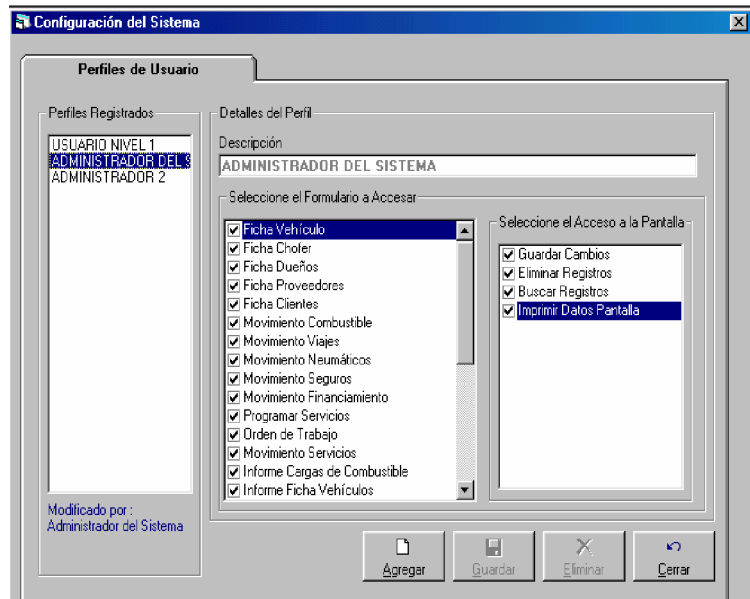 Configuración del Sistema
Perfiles de Usuario
Perfiles Registrados
USUARIO NIVEL 1
ADMINISTRADOR DEL S
ADMINISTRADOR 2
Modificado por :
Administrador del Sistema
Detalles del Perfil
Descripción
ADMINISTRADOR DEL SISTEMA
Seleccione el Formulario a Accesar
Ficha Vehículo
Ficha Chofer
Ficha Dueños
Ficha Proveedores
Ficha Clientes
Movimiento Combustible
Movimiento Viajes
Movimiento Neumáticos
Movimiento Seguros
Movimiento Financiamiento
Programar Servicios
Orden de Trabajo
Movimiento Servicios
Informe Cargas de Combustible
Informe Ficha Vehículos
Seleccione el Acceso a la Pantalla
Guardar Cambios
Eliminar Registros
Buscar Registros
Imprimir Datos Pantalla
Agregar
Guardar
Eliminar
Cerrar